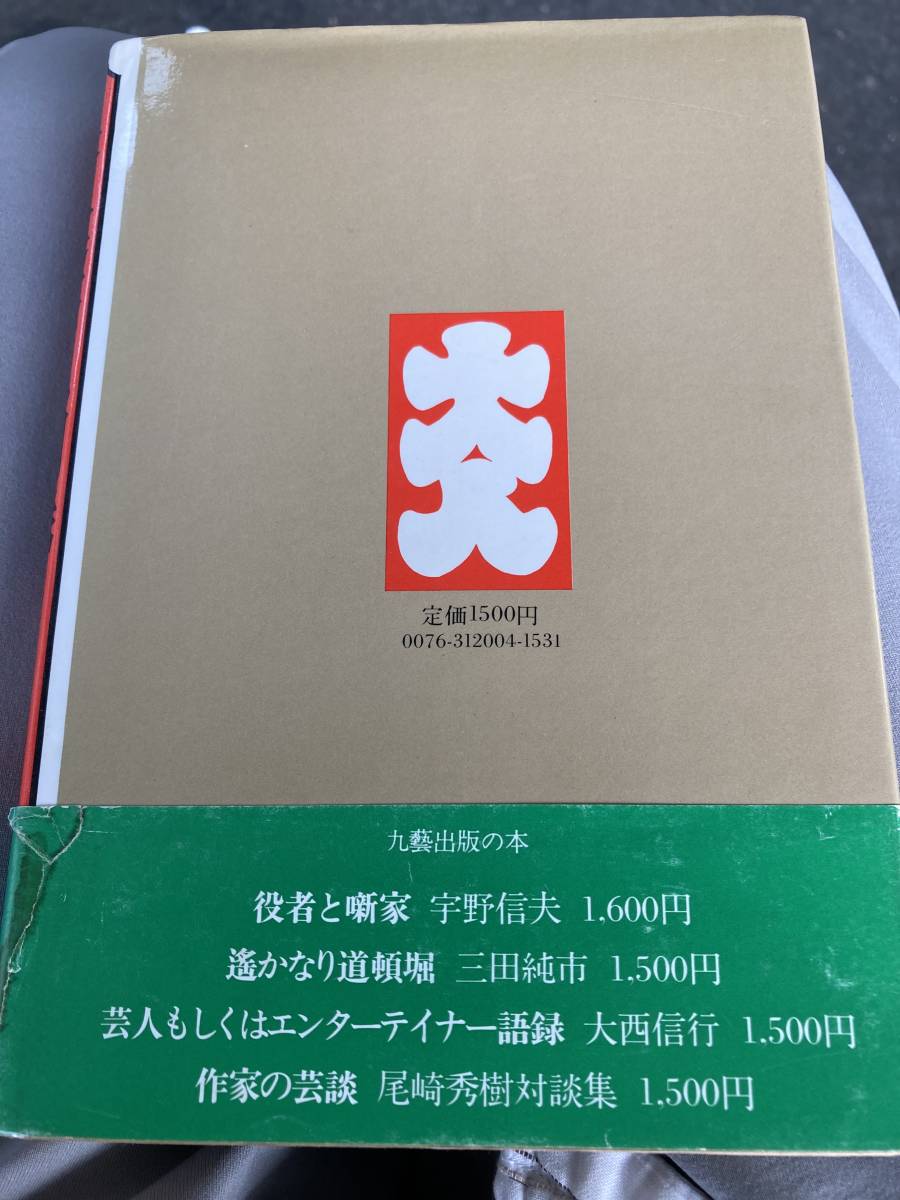 定価1500円
0076-312004-1531
九藝出版の本
役者と噺家 宇野信夫 1,600円
遙かなり道頓堀 三田純市 1,500円
芸人もしくはエンターテイナー語録 大西信行 1,500円
作家の芸談 尾崎秀樹対談集 1,500円